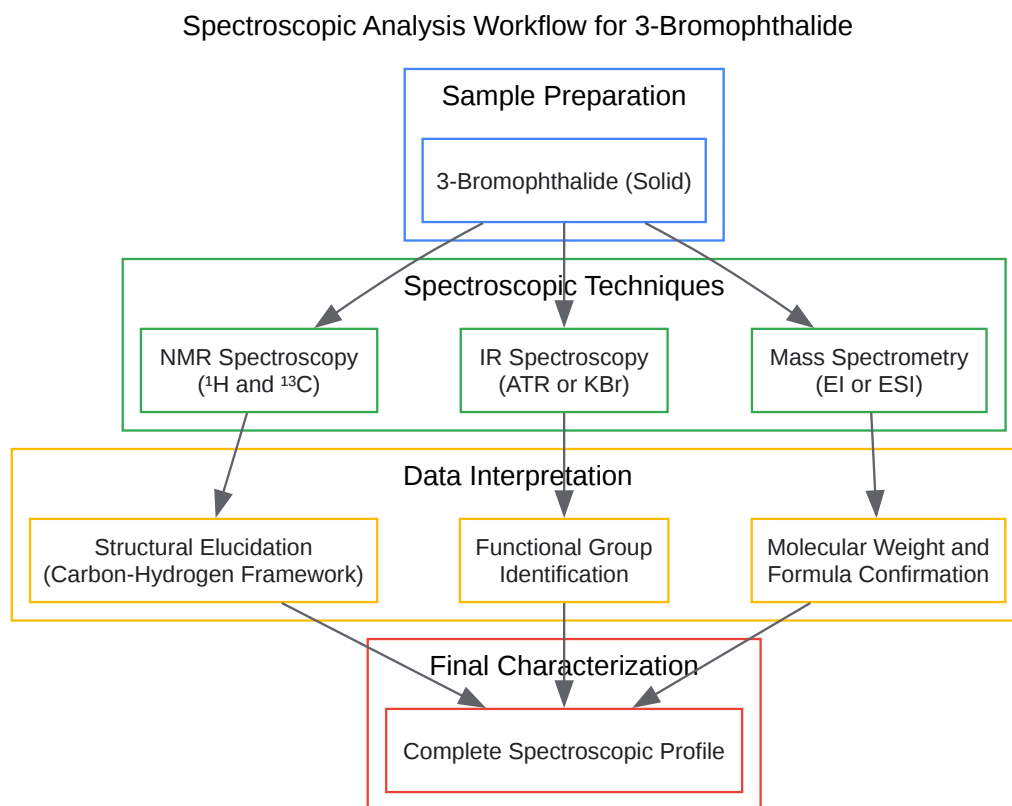 Spectroscopic Analysis Workflow for 3-Bromophthalide
Sample Preparation
3-Bromophthalide (Solid)
Spectroscopic Techniques
NMR Spectroscopy
(¹H and ¹³C)
IR Spectroscopy
(ATR or KBr)
Mass Spectrometry
(EI or ESI)
Data Interpretation
Structural Elucidation
(Carbon-Hydrogen Framework)
Functional Group
Identification
Molecular Weight and
Formula Confirmation
Final Characterization
Complete Spectroscopic Profile